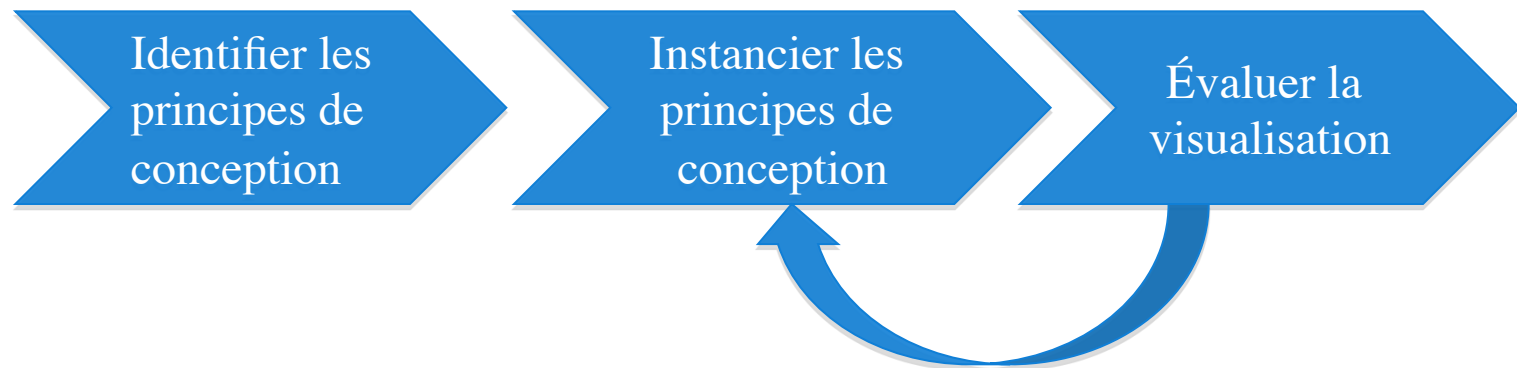 Identifier les
principes de
conception
Instancier les
principes de
conception
Évaluer la
visualisation